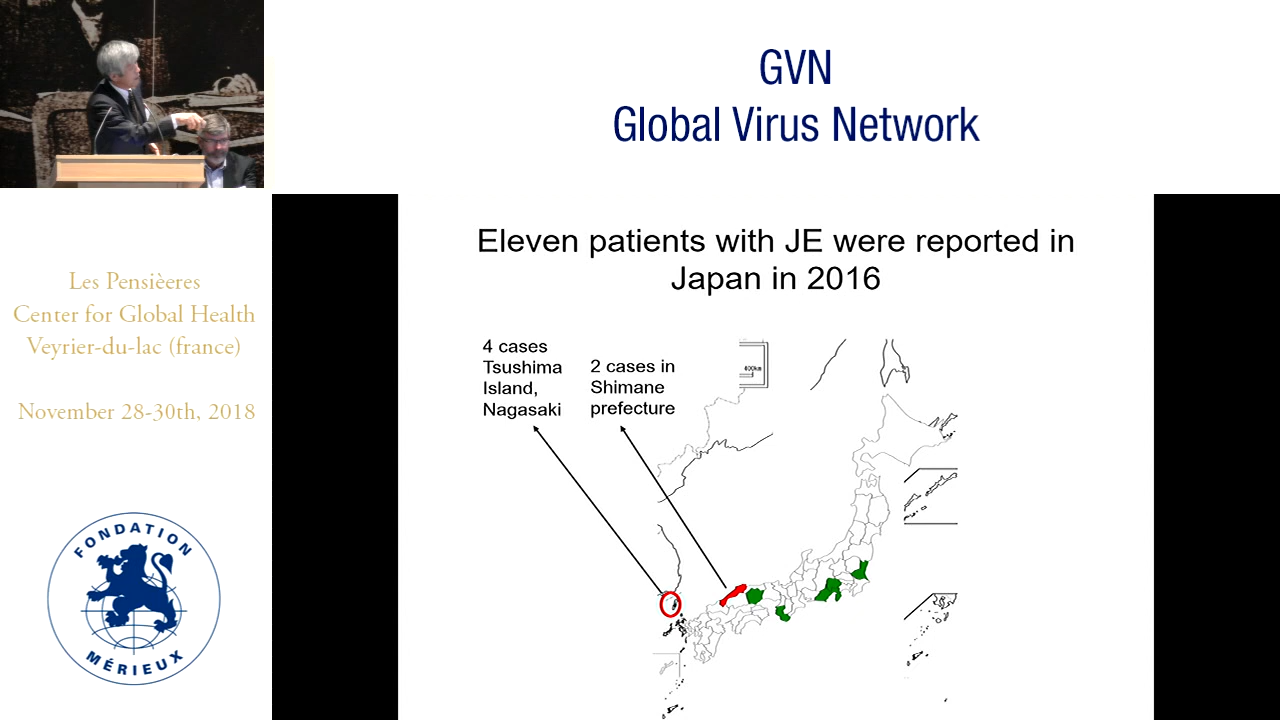 GVN
Global Virus Network
Les Pensièeres
Center for Global Health
Veyrier-du-lac (france)
November 28-30th, 2018
FONDATION
MÉRIEUX
Eleven patients with JE were reported in
Japan in 2016
4 cases
Tsushima
Island,
Nagasaki
2 cases in
Shimane
prefecture
400km